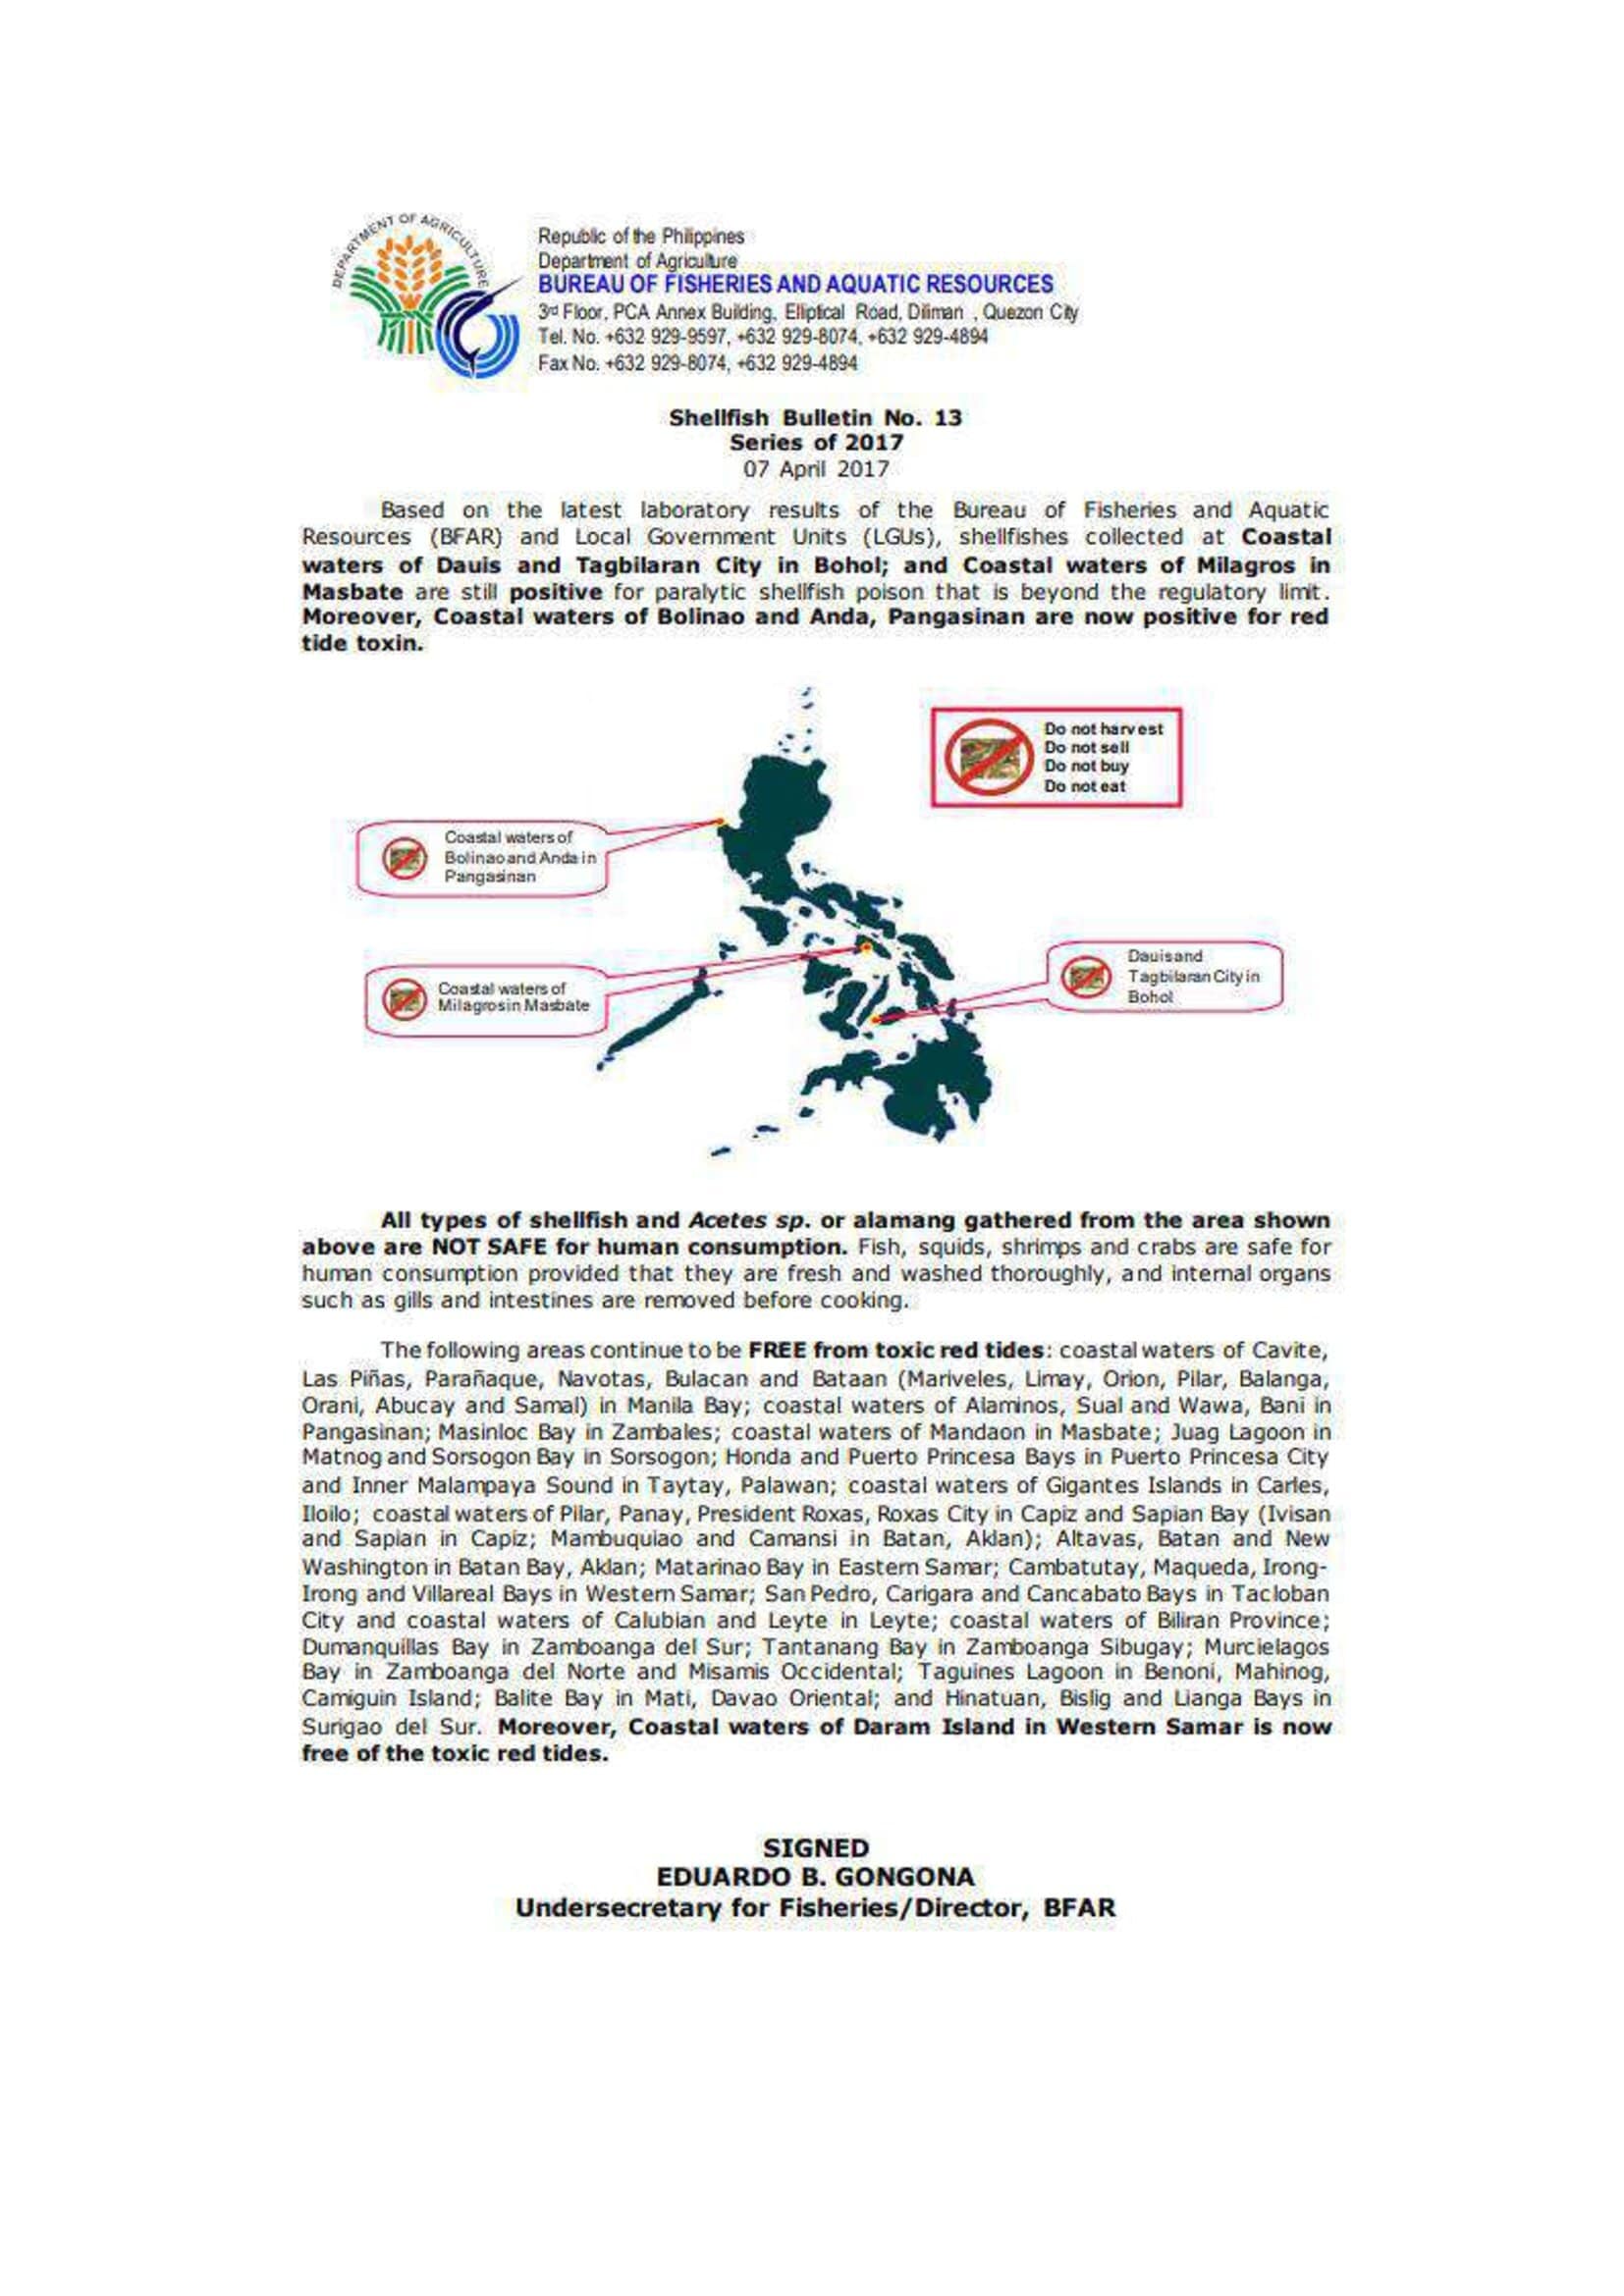 DEPARTMENT OF AGRICULTURE
Republic of the Philippines
Department of Agriculture
BUREAU OF FISHERIES AND AQUATIC RESOURCES
3rd Floor, PCA Annex Building, Elliptical Road, Diliman , Quezon City
Tel. No. +632 929-9597, +632 929-8074, +632 929-4894
Fax No. +632 929-8074, +632 929-4894
Shellfish Bulletin No. 13
Series of 2017
07 April 2017
Based on the latest laboratory results of the Bureau of Fisheries and Aquatic
Resources (BFAR) and Local Government Units (LGUs), shellfishes collected at Coastal
waters of Dauis and Tagbilaran City in Bohol; and Coastal waters of Milagros in
Masbate are still positive for paralytic shellfish poison that is beyond the regulatory limit.
Moreover, Coastal waters of Bolinao and Anda, Pangasinan are now positive for red
tide toxin.
Do not harvest
Do not sell
Do not buy
Do not eat
Coastal waters of
Bolinao and Anda in
Pangasinan
Coastal waters of
Milagros in Masbate
Dauis and
Tagbilaran City in
Bohol
All types of shellfish and Acetes sp. or alamang gathered from the area shown
above are NOT SAFE for human consumption. Fish, squids, shrimps and crabs are safe for
human consumption provided that they are fresh and washed thoroughly, and internal organs
such as gills and intestines are removed before cooking.
The following areas continue to be FREE from toxic red tides: coastal waters of Cavite,
Las Piñas, Parañaque, Navotas, Bulacan and Bataan (Mariveles, Limay, Orion, Pilar, Balanga,
Orani, Abucay and Samal) in Manila Bay; coastal waters of Alaminos, Sual and Wawa, Bani in
Pangasinan; Masinloc Bay in Zambales; coastal waters of Mandaon in Masbate; Juag Lagoon in
Matnog and Sorsogon Bay in Sorsogon; Honda and Puerto Princesa Bays in Puerto Princesa City
and Inner Malampaya Sound in Taytay, Palawan; coastal waters of Gigantes Islands in Carles,
Iloilo; coastal waters of Pilar, Panay, President Roxas, Roxas City in Capiz and Sapian Bay (Ivisan
and Sapian in Capiz; Mambuquiao and Camansi in Batan, Aklan); Altavas, Batan and New
Washington in Batan Bay, Aklan; Matarinao Bay in Eastern Samar; Cambatutay, Maqueda, Irong-
Irong and Villareal Bays in Western Samar; San Pedro, Carigara and Cancabato Bays in Tacloban
City and coastal waters of Calubian and Leyte in Leyte; coastal waters of Biliran Province;
Dumanquillas Bay in Zamboanga del Sur; Tantanang Bay in Zamboanga Sibugay; Murcielagos
Bay in Zamboanga del Norte and Misamis Occidental; Taguines Lagoon in Benoni, Mahinog,
Camiguin Island; Balite Bay in Mati, Davao Oriental; and Hinatuan, Bislig and Lianga Bays in
Surigao del Sur. Moreover, Coastal waters of Daram Island in Western Samar is now
free of the toxic red tides.
SIGNED
EDUARDO B. GONGONA
Undersecretary for Fisheries/Director, BFAR